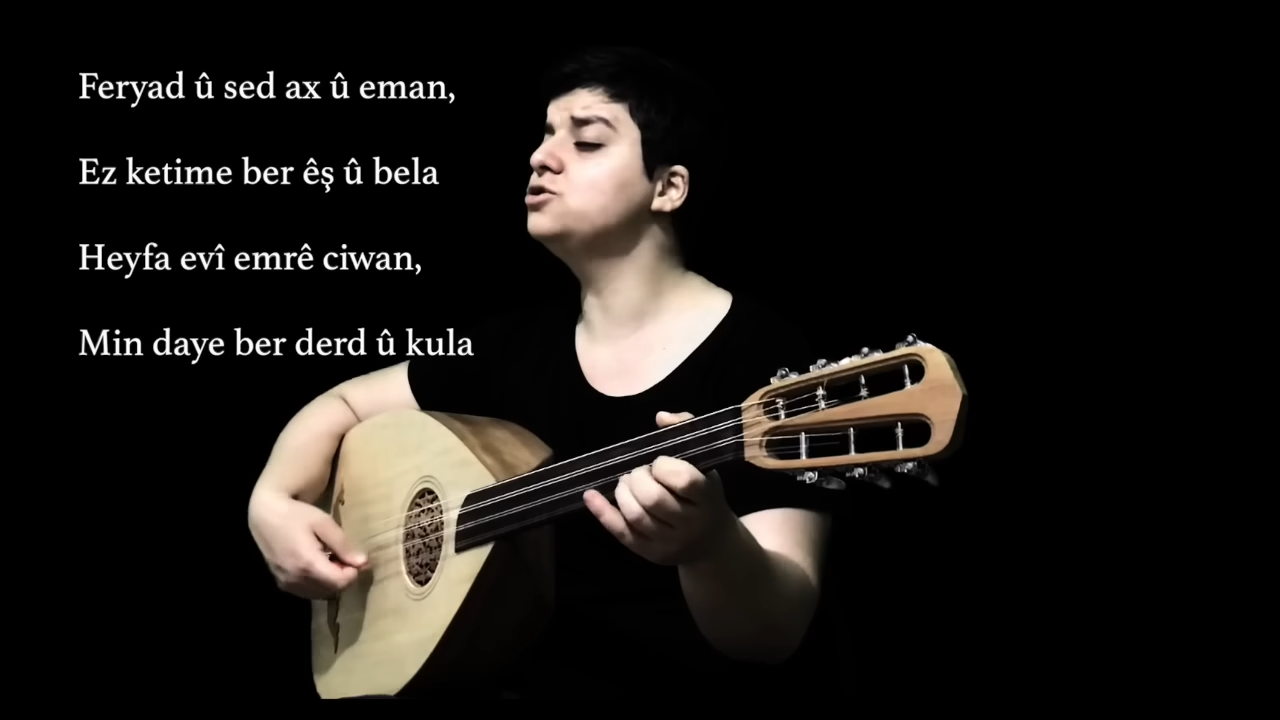 Feryad û sed ax û eman,
Ez ketime ber êş û bela
Heyfa evî emrê ciwan,
Min daye ber derd û kula